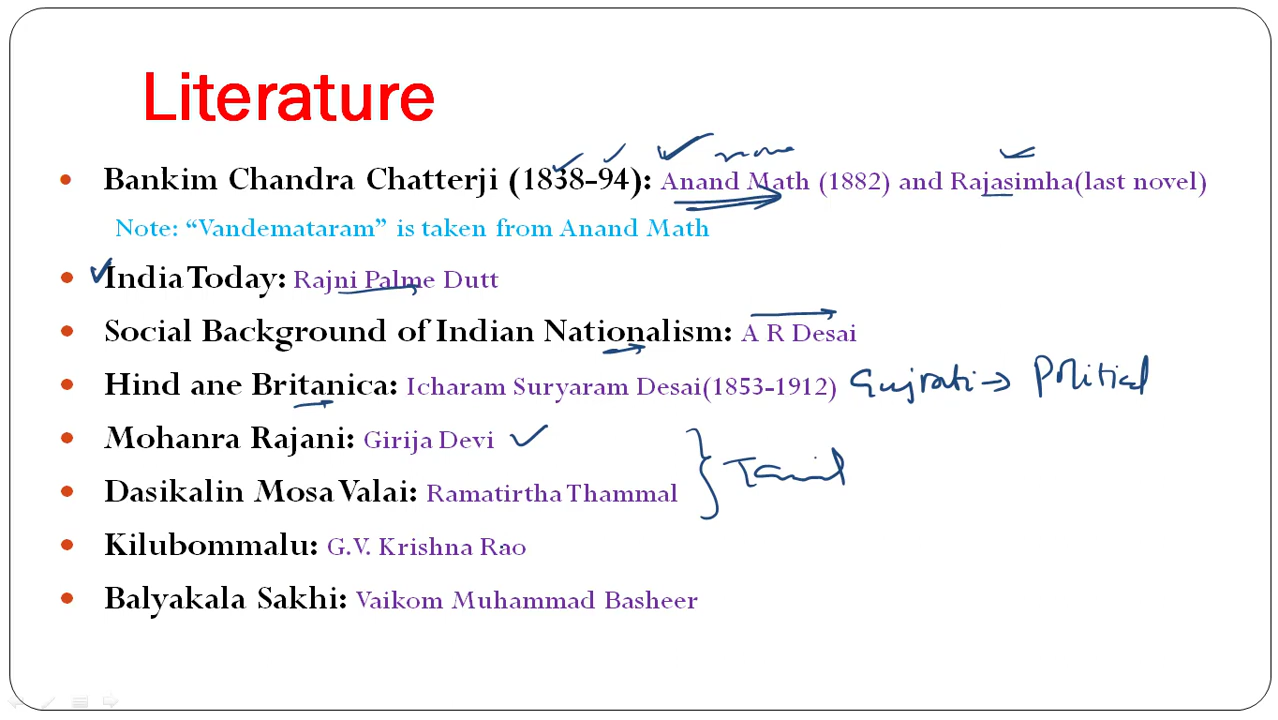 Literature
Bankim Chandra Chatterji (1838-94): Anand Math (1882) and Rajasimha(last novel)
Note: “Vandemataram” is taken from Anand Math
India Today: Rajni Palme Dutt
Social Background of Indian Nationalism: A R Desai
Hind ane Britanica: Icharam Suryaram Desai(1853-1912) Gujrati → Political
Mohanra Rajani: Girija Devi
Dasikalin Mosa Valai: Ramatirtha Thammal } Tamil
Kilubommalu: G.V. Krishna Rao
Balyakala Sakhi: Vaikom Muhammad Basheer